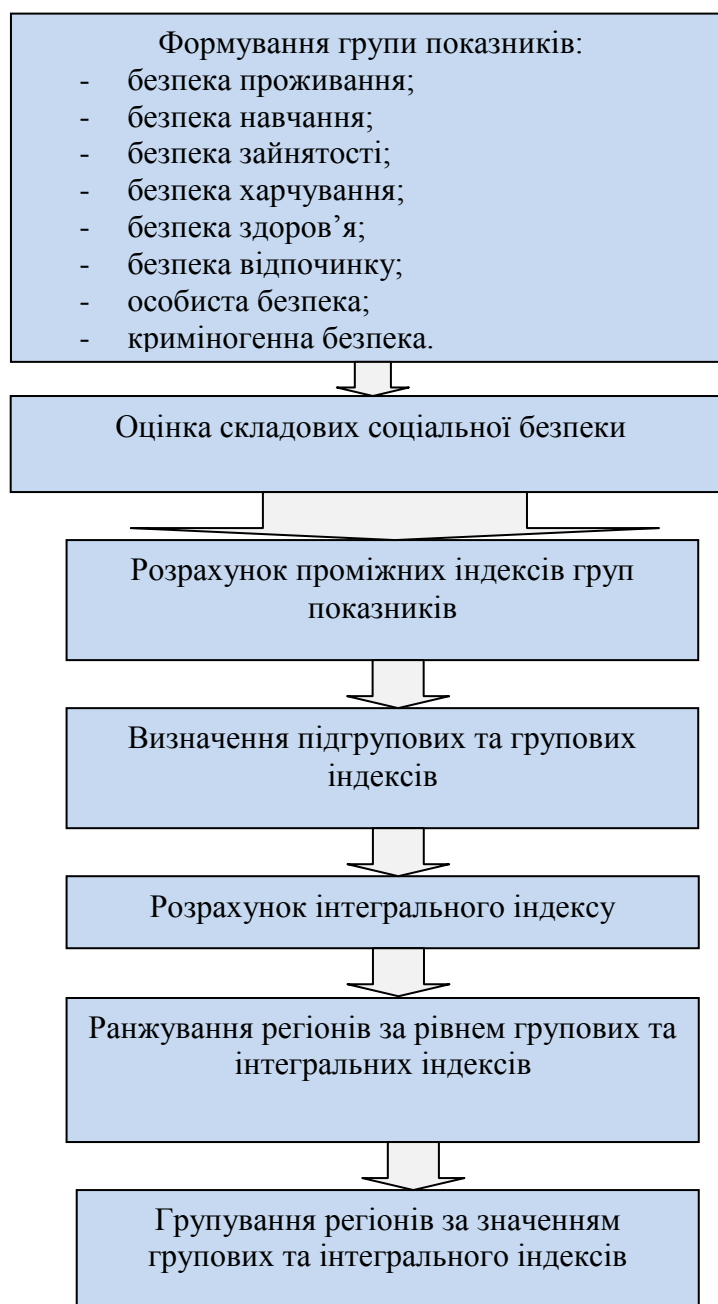 Формування групи показників:
- безпека проживання;
- безпека навчання;
- безпека зайнятості;
- безпека харчування;
- безпека здоров’я;
- безпека відпочинку;
- особиста безпека;
- криміногенна безпека.
Оцінка складових соціальної безпеки
Розрахунок проміжних індексів груп
показників
Визначення підгрупових та групових
індексів
Розрахунок інтегрального індексу
Ранжування регіонів за рівнем групових та
інтегральних індексів
Групування регіонів за значенням
групових та інтегрального індексів